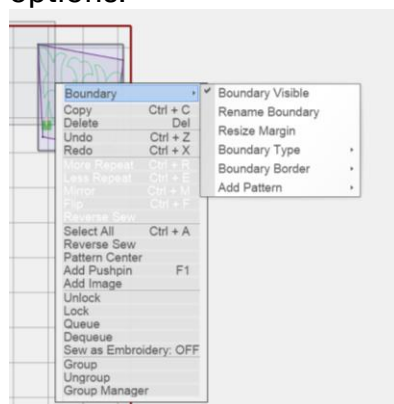 options.
Boundary
Copy Ctrl + C
Delete Del
Undo Ctrl + Z
Redo Ctrl + X
More Repeat Ctrl + R
Less Repeat Ctrl + E
Mirror Ctrl + M
Flip Ctrl + F
Reverse Sew
Select All Ctrl + A
Reverse Sew
Pattern Center
Add Pushpin F1
Add Image
Unlock
Lock
Queue
Dequeue
Sew as Embroidery: OFF
Group
Ungroup
Group Manager
Boundary Visible
Rename Boundary
Resize Margin
Boundary Type
Boundary Border
Add Pattern